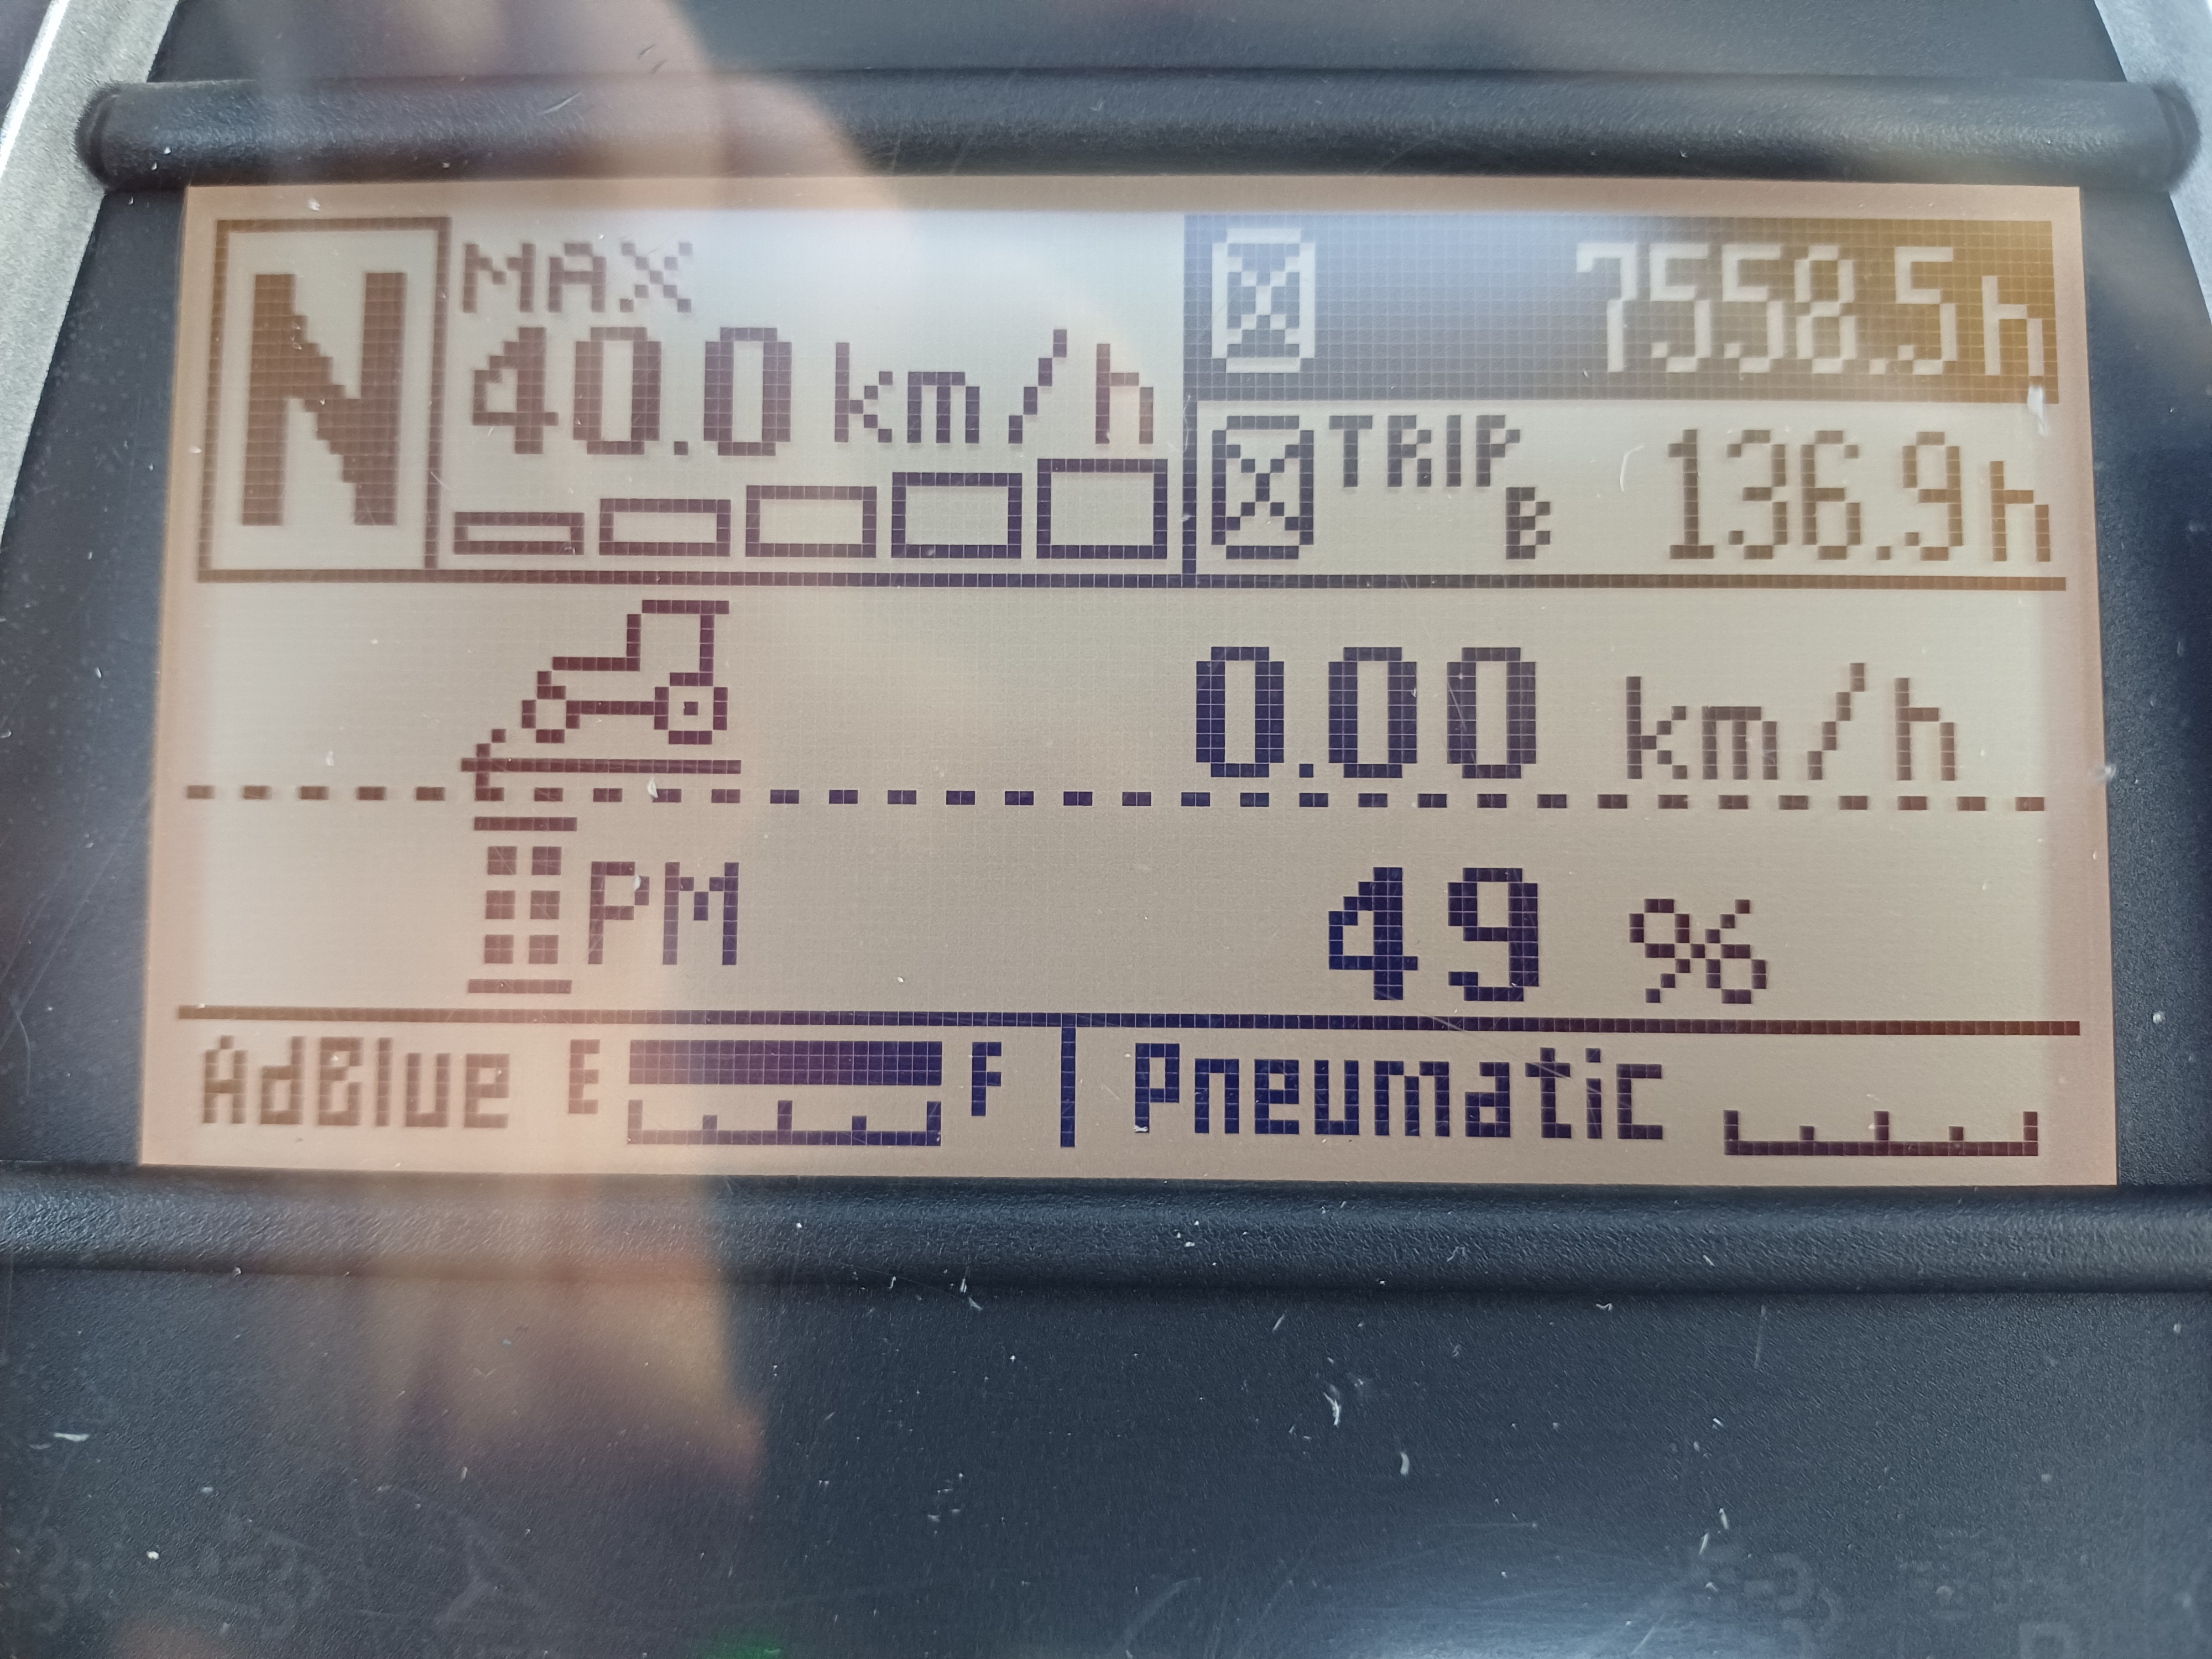 N
MAX
40.0 km/h
7558.5h
TRIP B 136.9h
0.00 km/h
PM 49 %
AdBlue E F Pneumatic